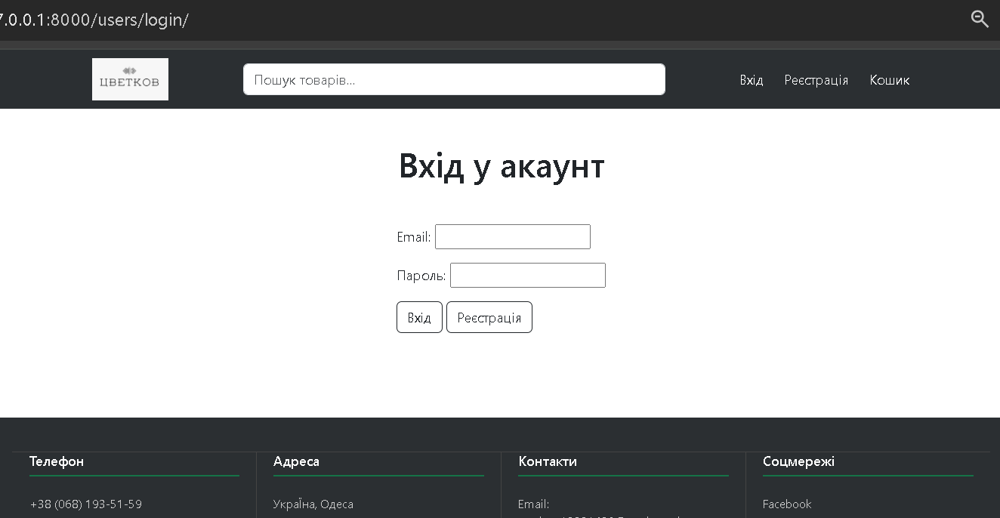 7.0.0.1:8000/users/login/
ЦВЕТКОВ
Пошук товарів...
Вхід
Реєстрація
Кошик
Вхід у акаунт
Email:
Пароль:
Вхід
Реєстрація
Телефон
Адреса
Контакти
Соцмережі
+38 (068) 193-51-59
Україна, Одеса
Email:
Facebook